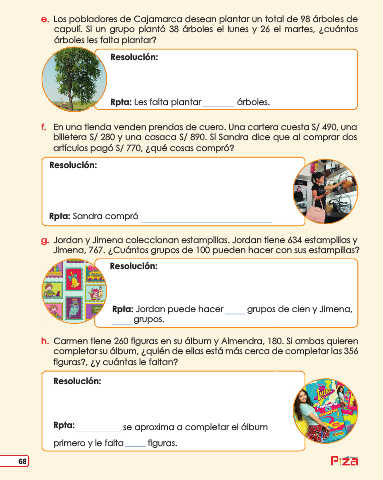 e. Los pobladores de Cajamarca desean plantar un total de 98 árboles de
capulí. Si un grupo plantó 38 árboles el lunes y 26 el martes, ¿cuántos
árboles les falta plantar?
Resolución:
Rpta: Les falta plantar ______ árboles.
f. En una tienda venden prendas de cuero. Una cartera cuesta S/ 490, una
billetera S/ 280 y una casaca S/ 890. Si Sandra dice que al comprar dos
artículos pagó S/ 770, ¿qué cosas compró?
Resolución:
Rpta: Sandra compró ______
g. Jordan y Jimena coleccionan estampillas. Jordan tiene 634 estampillas y
Jimena, 767. ¿Cuántos grupos de 100 pueden hacer con sus estampillas?
Resolución:
Rpta: Jordan puede hacer _____ grupos de cien y Jimena,
_____ grupos.
h. Carmen tiene 260 figuras en su álbum y Almendra, 180. Si ambas quieren
completar su álbum, ¿quién de ellas está más cerca de completar las 356
figuras?, ¿y cuántas le faltan?
Resolución:
Rpta: _________ se aproxima a completar el álbum
primero y le falta _____ figuras.
68